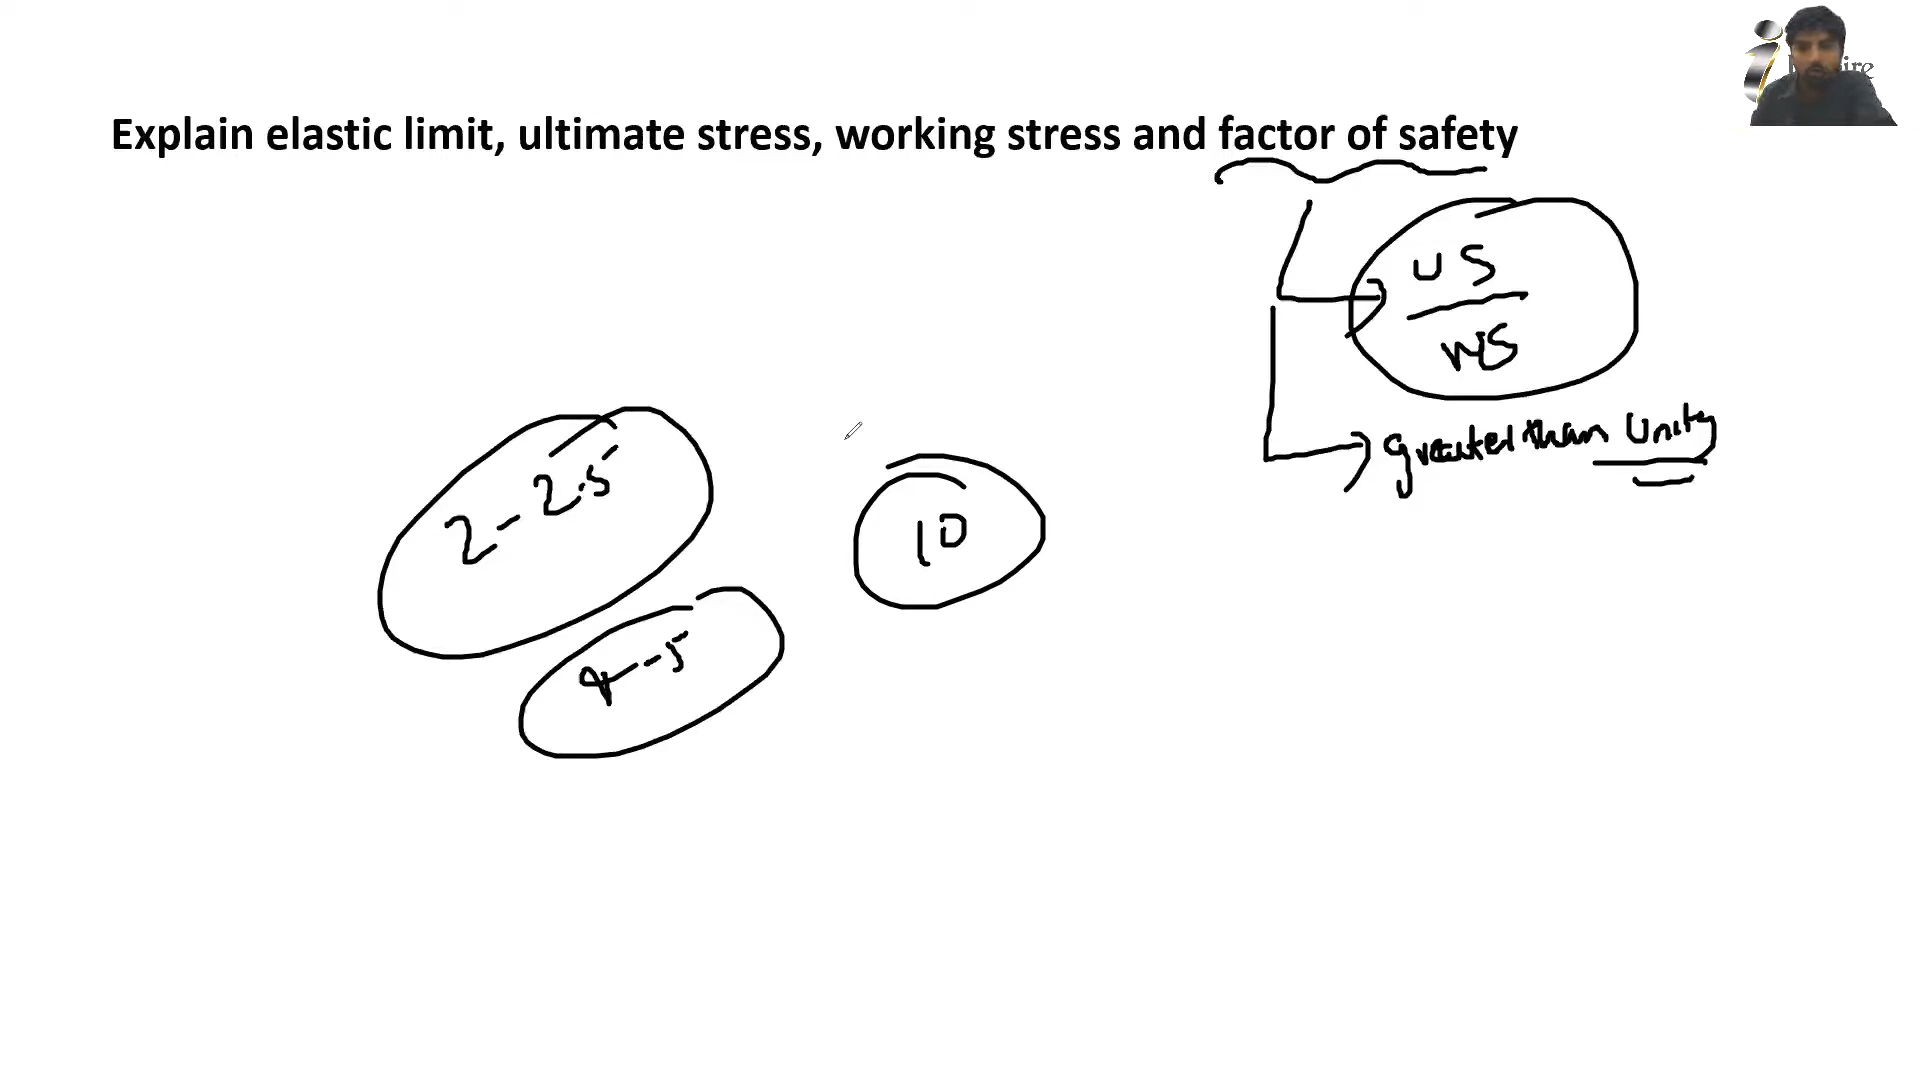 Explain elastic limit, ultimate stress, working stress and factor of safety
US
WS
greater than Unity
2 - 2.5
10
4 - 5